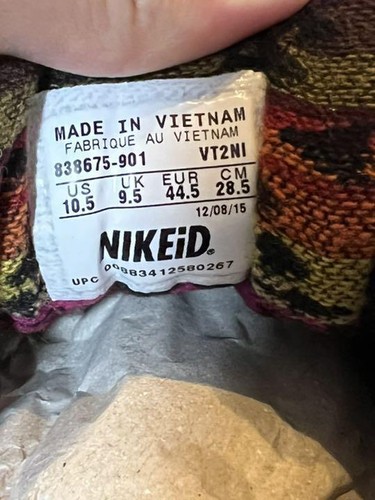 MADE IN VIETNAM
FABRIQUE AU VIETNAM
838675-901 VT2NI
US UK EUR CM
10.5 9.5 44.5 28.5
12/08/15
NIKEiD®
UPC 00883412580267